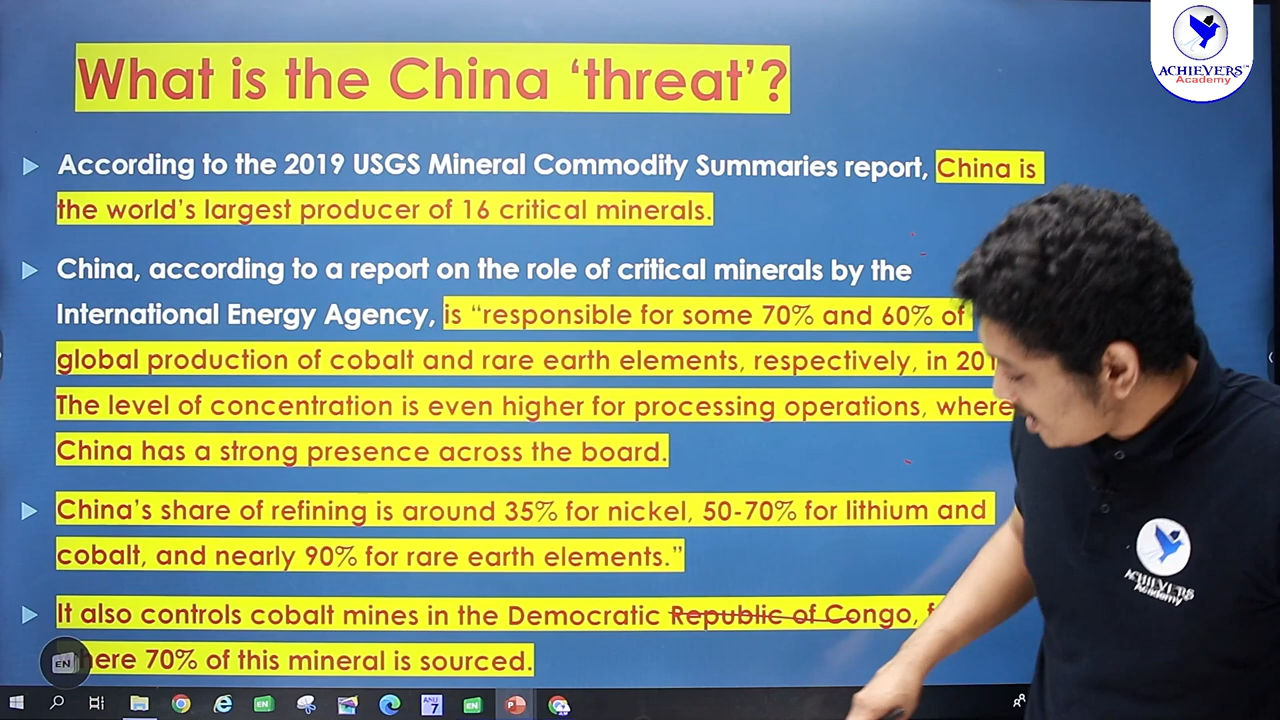 ACHIEVERS
Academy
What is the China ‘threat’?
According to the 2019 USGS Mineral Commodity Summaries report, China is
the world’s largest producer of 16 critical minerals.
China, according to a report on the role of critical minerals by the
International Energy Agency, is “responsible for some 70% and 60% of
global production of cobalt and rare earth elements, respectively, in
The level of concentration is even higher for processing operations, where
China has a strong presence across the board.
China’s share of refining is around 35% for nickel, 50-70% for lithium and
cobalt, and nearly 90% for rare earth elements.”
It also controls cobalt mines in the Democratic Republic of Congo,
70% of this mineral is sourced.
EN
ACHIEVERS
Academy